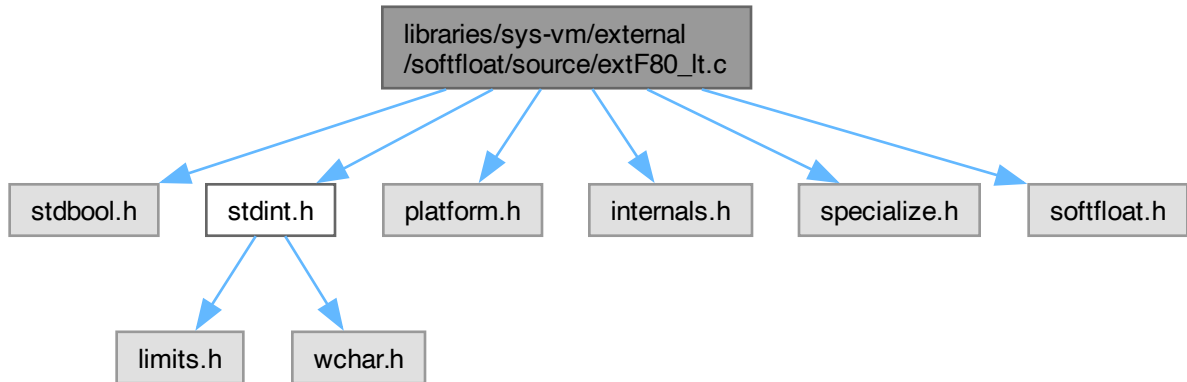 libraries/sys-vm/external
/softfloat/source/extF80_lt.c
stdbool.h
stdint.h
platform.h
internals.h
specialize.h
softfloat.h
limits.h
wchar.h